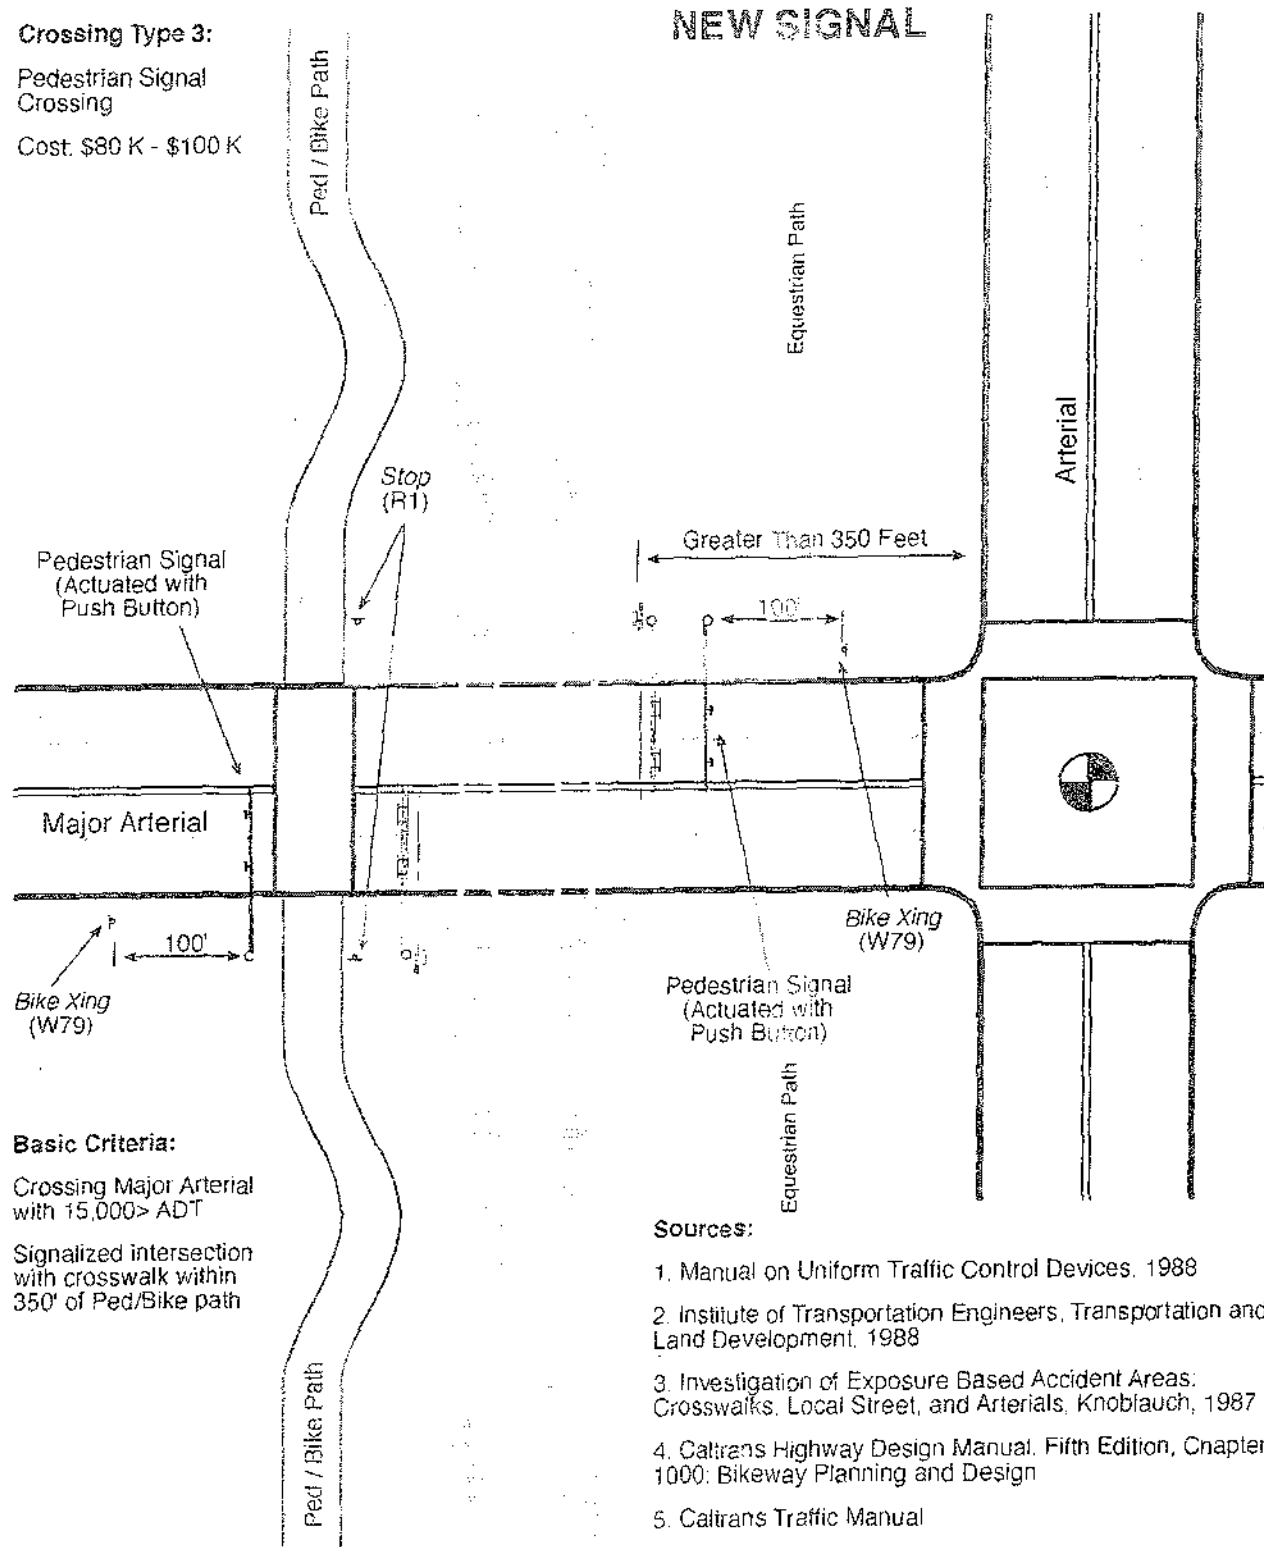 Crossing Type 3:
Pedestrian Signal
Crossing
Cost. $80 K - $100 K
NEW SIGNAL
Ped / Bike Path
Equestrian Path
Arterial
Stop
(R1)
Pedestrian Signal
(Actuated with
Push Button)
Greater Than 350 Feet
100'
Major Arterial
Bike Xing
(W79)
100'
Bike Xing
(W79)
Pedestrian Signal
(Actuated with
Push Button)
Equestrian Path
Basic Criteria:
Crossing Major Arterial
with 15,000> ADT
Signalized intersection
with crosswalk within
350' of Ped/Bike path
Ped / Bike Path
Sources:
1. Manual on Uniform Traffic Control Devices, 1988
2. Institute of Transportation Engineers, Transportation and
Land Development, 1988
3. Investigation of Exposure Based Accident Areas:
Crosswalks, Local Street, and Arterials, Knoblauch, 1987
4. Caltrans Highway Design Manual, Fifth Edition, Chapter
1000: Bikeway Planning and Design
5. Caltrans Traffic Manual